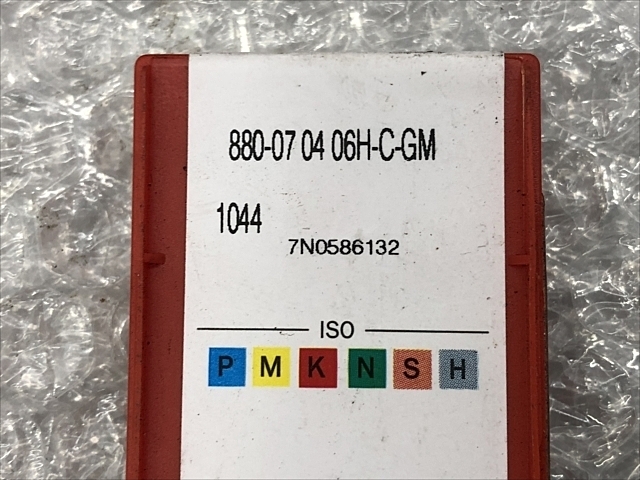 880-07 04 06H-C-GM
1044
7N0586132
ISO
P M K N S H